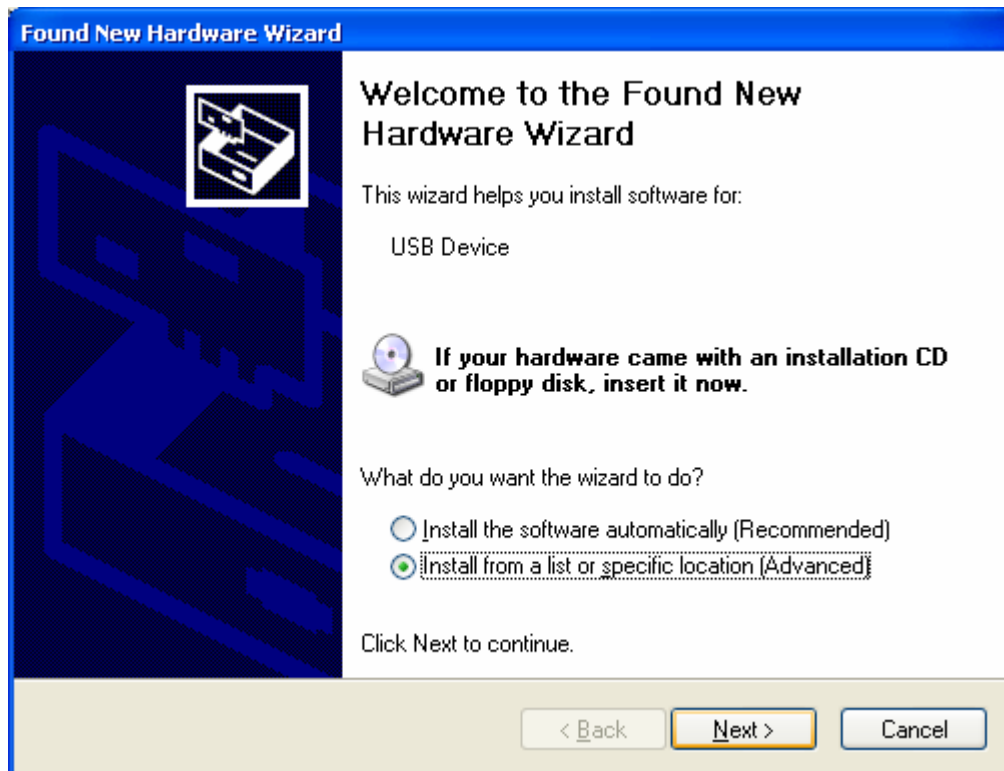 Found New Hardware Wizard
Welcome to the Found New
Hardware Wizard
This wizard helps you install software for:
USB Device
If your hardware came with an installation CD
or floppy disk, insert it now.
What do you want the wizard to do?
Install the software automatically (Recommended)
Install from a list or specific location (Advanced)
Click Next to continue.
< Back
Next >
Cancel